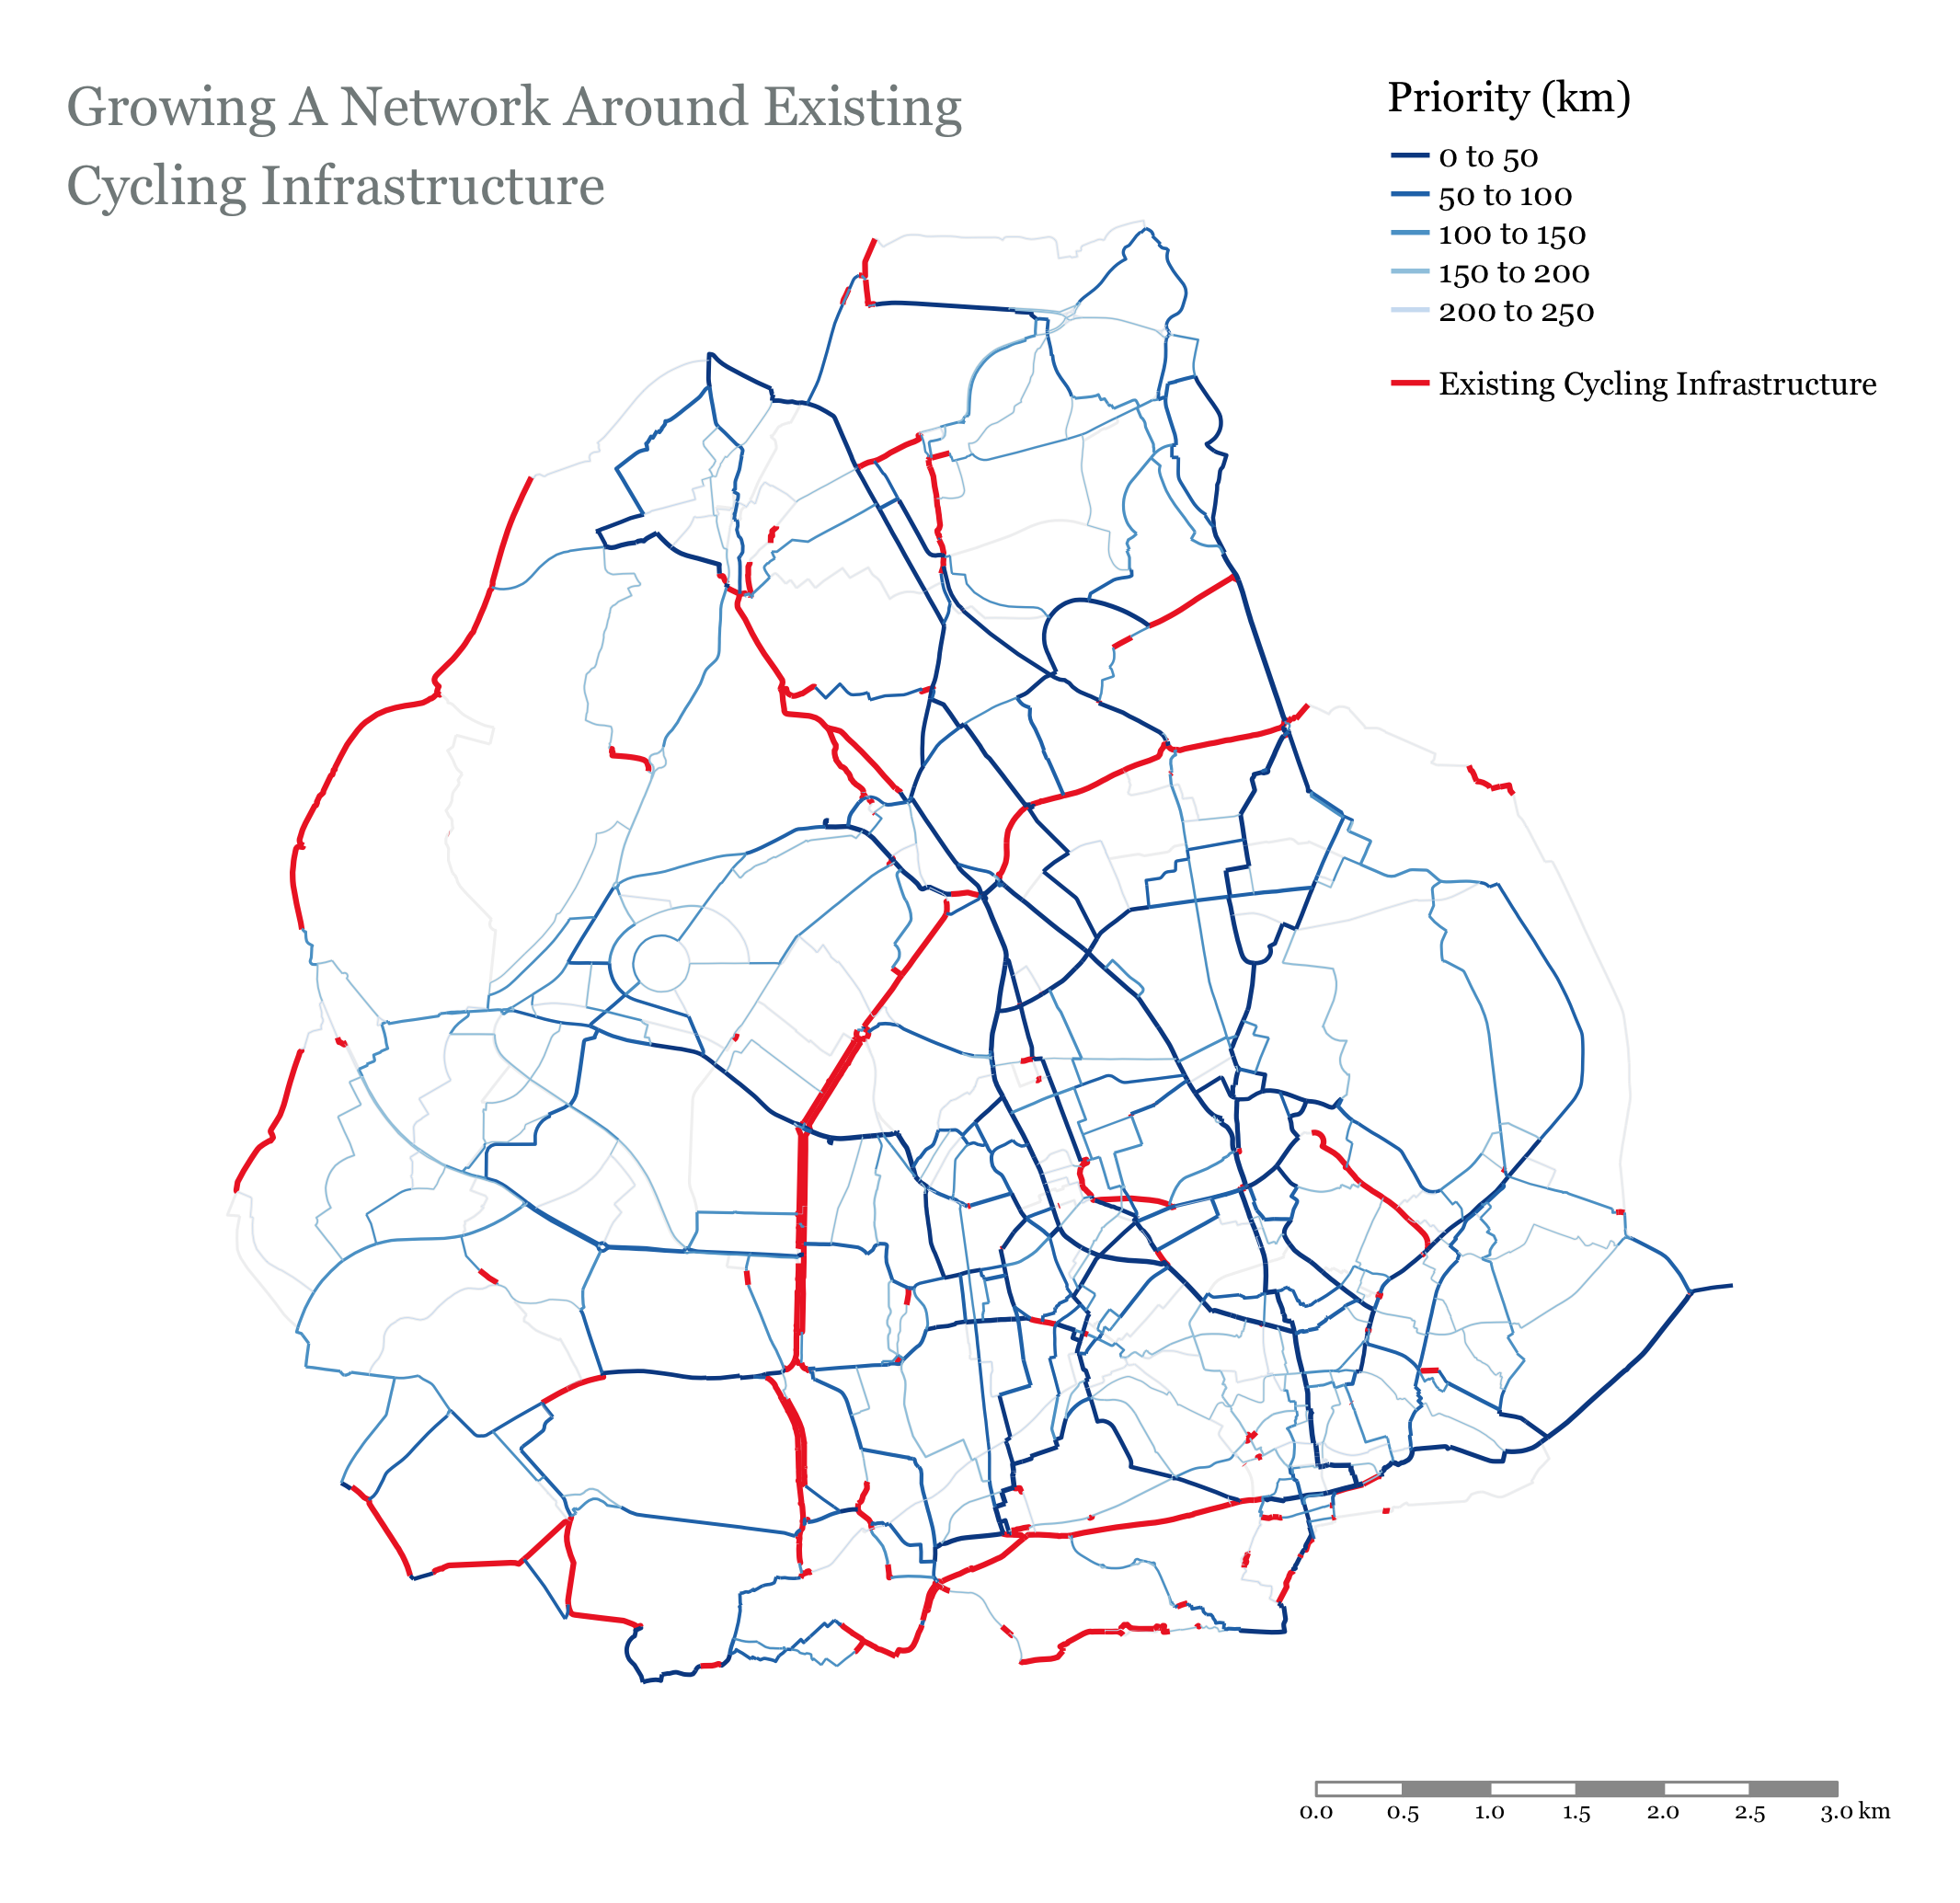 Growing A Network Around Existing
Cycling Infrastructure
Priority (km)
0 to 50
50 to 100
100 to 150
150 to 200
200 to 250
Existing Cycling Infrastructure
0.0 0.5 1.0 1.5 2.0 2.5 3.0 km